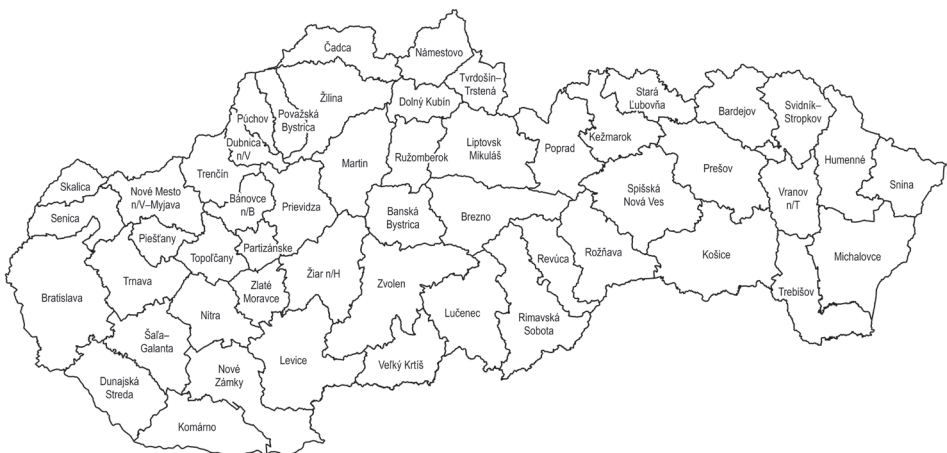 Čadca
Námestovo
Tvrdošín–
Trstená
Žilina
Dolný Kubín
Považská
Bystrica
Púchov
Dubnica
n/V
Stará
Ľubovňa
Bardejov
Svidník–
Stropkov
Kežmarok
Poprad
Liptovsk
Mikuláš
Ružomberok
Martin
Trenčín
Prešov
Humenné
Snina
Vranov
n/T
Spišská
Nová Ves
Skalica
Nové Mesto
n/V–Myjava
Bánovce
n/B
Prievidza
Senica
Banská
Bystrica
Brezno
Piešťany
Topoľčany
Partizánske
Rožňava
Revúca
Košice
Michalovce
Trebišov
Bratislava
Trnava
Zlaté
Moravce
Žiar n/H
Zvolen
Nitra
Lučenec
Rimavská
Sobota
Šaľa–
Galanta
Levice
Veľký Krtíš
Nové
Zámky
Dunajská
Streda
Komárno